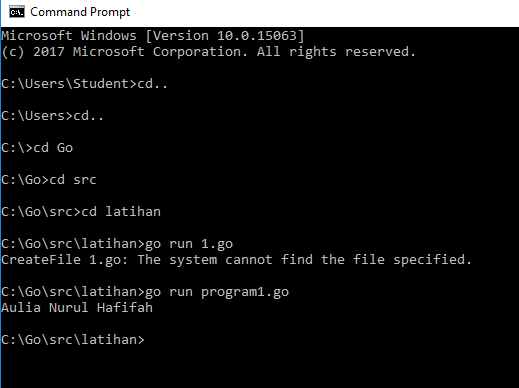 Command Prompt
Microsoft Windows [Version 10.0.15063]
(c) 2017 Microsoft Corporation. All rights reserved.
C:\Users\Student>cd..
C:\Users>cd..
C:\>cd Go
C:\Go>cd src
C:\Go\src>cd latihan
C:\Go\src\latihan>go run 1.go
CreateFile 1.go: The system cannot find the file specified.
C:\Go\src\latihan>go run program1.go
Aulia Nurul Hafifah
C:\Go\src\latihan>